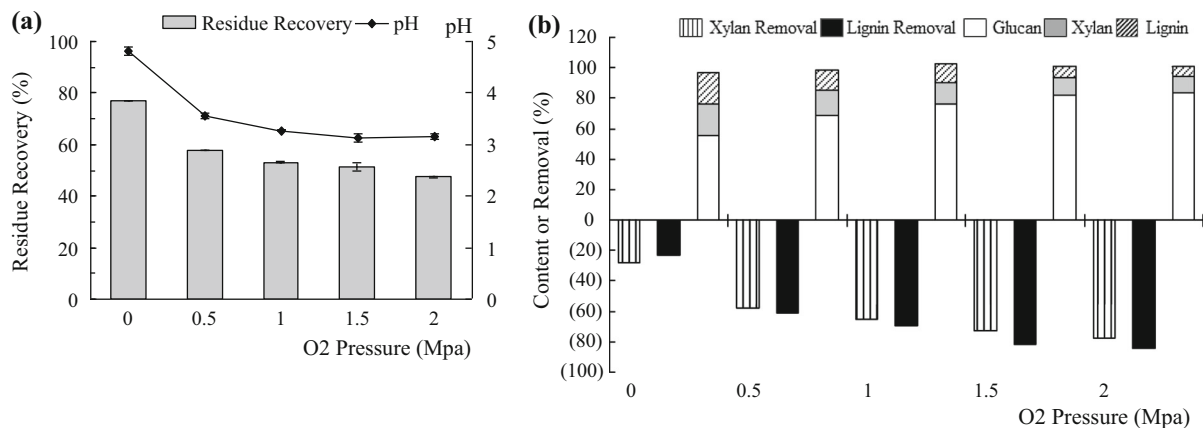 (a)
Residue Recovery
pH
pH
100
80
60
40
20
0
Residue Recovery (%)
5
4
3
2
1
0
0 0.5 1 1.5 2
O2 Pressure (Mpa)
(b)
Xylan Removal Lignin Removal Glucan Xylan Lignin
120
100
80
60
40
20
0
(20)
(40)
(60)
(80)
(100)
Content or Removal (%)
0 0.5 1 1.5 2
O2 Pressure (Mpa)